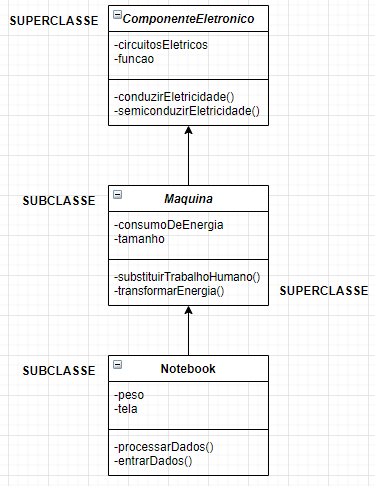 SUPERCLASSE
ComponenteEletronico
-circuitosEletricos
-funcao
-conduzirEletricidade()
-semiconduzirEletricidade()
SUBCLASSE
Maquina
-consumoDeEnergia
-tamanho
-substituirTrabalhoHumano()
-transformarEnergia()
SUPERCLASSE
SUBCLASSE
Notebook
-peso
-tela
-processarDados()
-entrarDados()